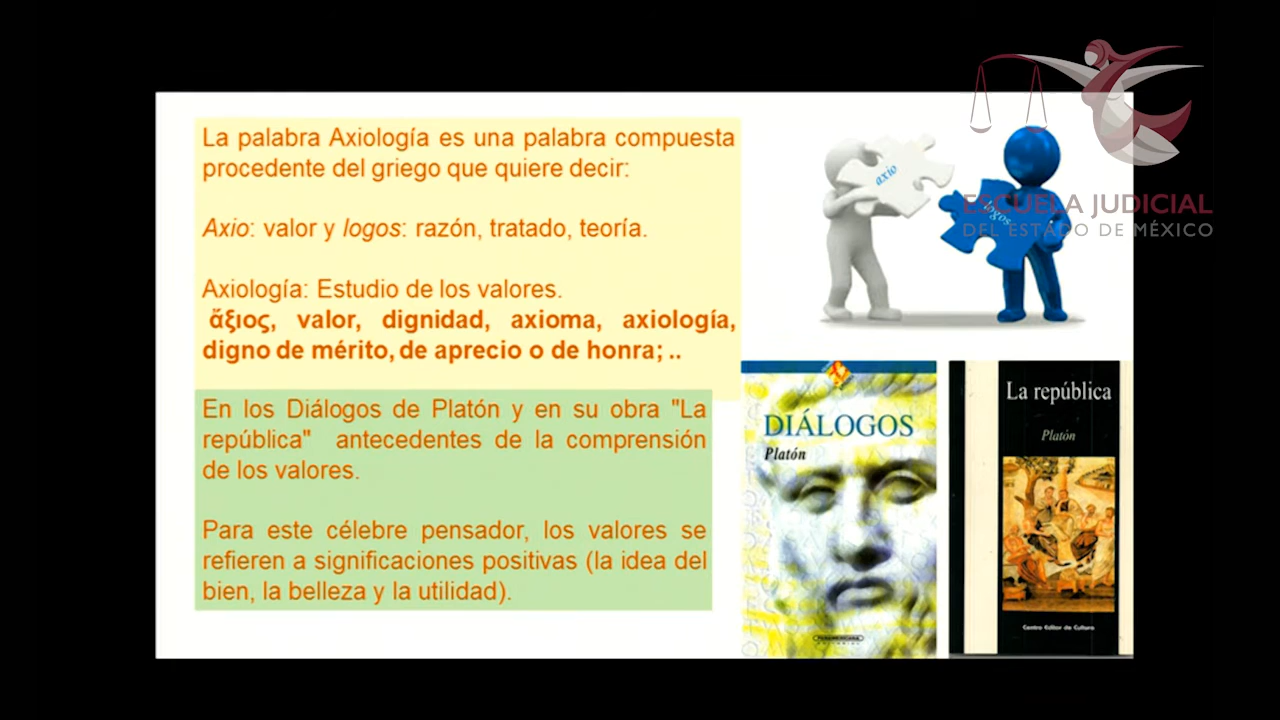 La palabra Axiología es una palabra compuesta
procedente del griego que quiere decir:
Axio: valor y logos: razón, tratado, teoría.
Axiología: Estudio de los valores.
ἄξιος, valor, dignidad, axioma, axiología,
digno de mérito, de aprecio o de honra; ..
En los Diálogos de Platón y en su obra "La
república" antecedentes de la comprensión
de los valores.
Para este célebre pensador, los valores se
refieren a significaciones positivas (la idea del
bien, la belleza y la utilidad).
axio
logos
ESCUELA JUDICIAL
DEL ESTADO DE MÉXICO
DIÁLOGOS
Platón
PANAMERICANA
EDITORIAL
La república
Platón
Centro Editor de Cultura